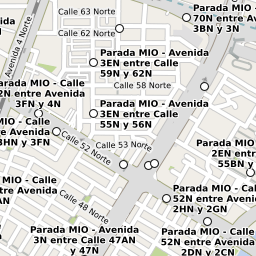 Calle 63 Norte
Parada MIO - Avenida
70N entre Avenida
3BN y 3N
Calle 62 Norte
Avenida 4 Norte
Parada MIO - Avenida
3EN entre Calle
59N y 62N
Calle 58 Norte
Parada MIO - Calle
2N entre Avenida
3FN y 4N
Parada MIO - Avenida
3EN entre Calle
55N y 56N
MIO - Calle
entre Avenida
3HN y 3FN
Calle 52 Norte
Calle 53 Norte
Parada MIO -
2EN entre
55BN y
Calle 48 Norte
Parada MIO - Calle
52N entre Avenida
2HN y 2GN
Parada MIO - Avenida
3N entre Calle 47AN
y 47N
Parada MIO - Calle
52N entre Avenida
2DN y 2CN